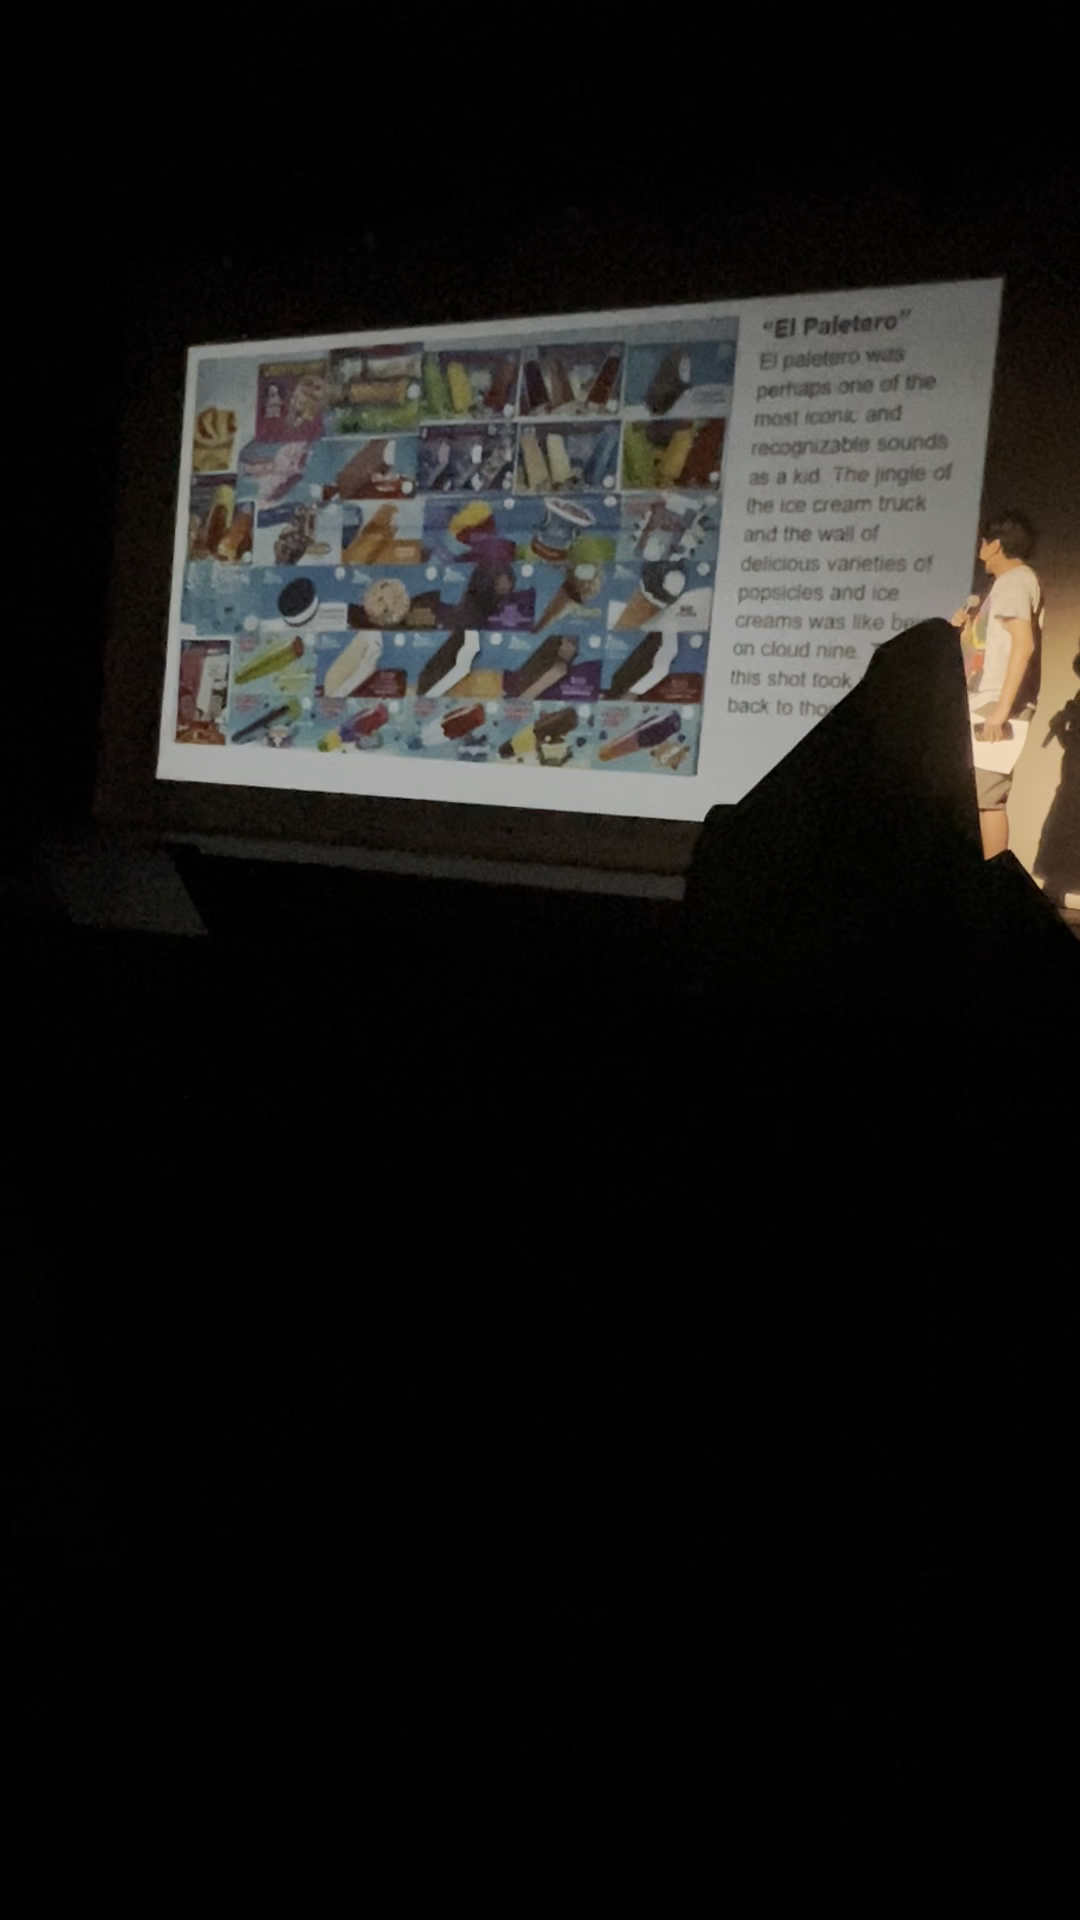 "El Paletero"
El paletero was
perhaps one of the
most iconic and
recognizable sounds
as a kid. The jingle of
the ice cream truck
and the wall of
delicious varieties of
popsicles and ice
creams was like
on cloud nine.
this shot took
back to